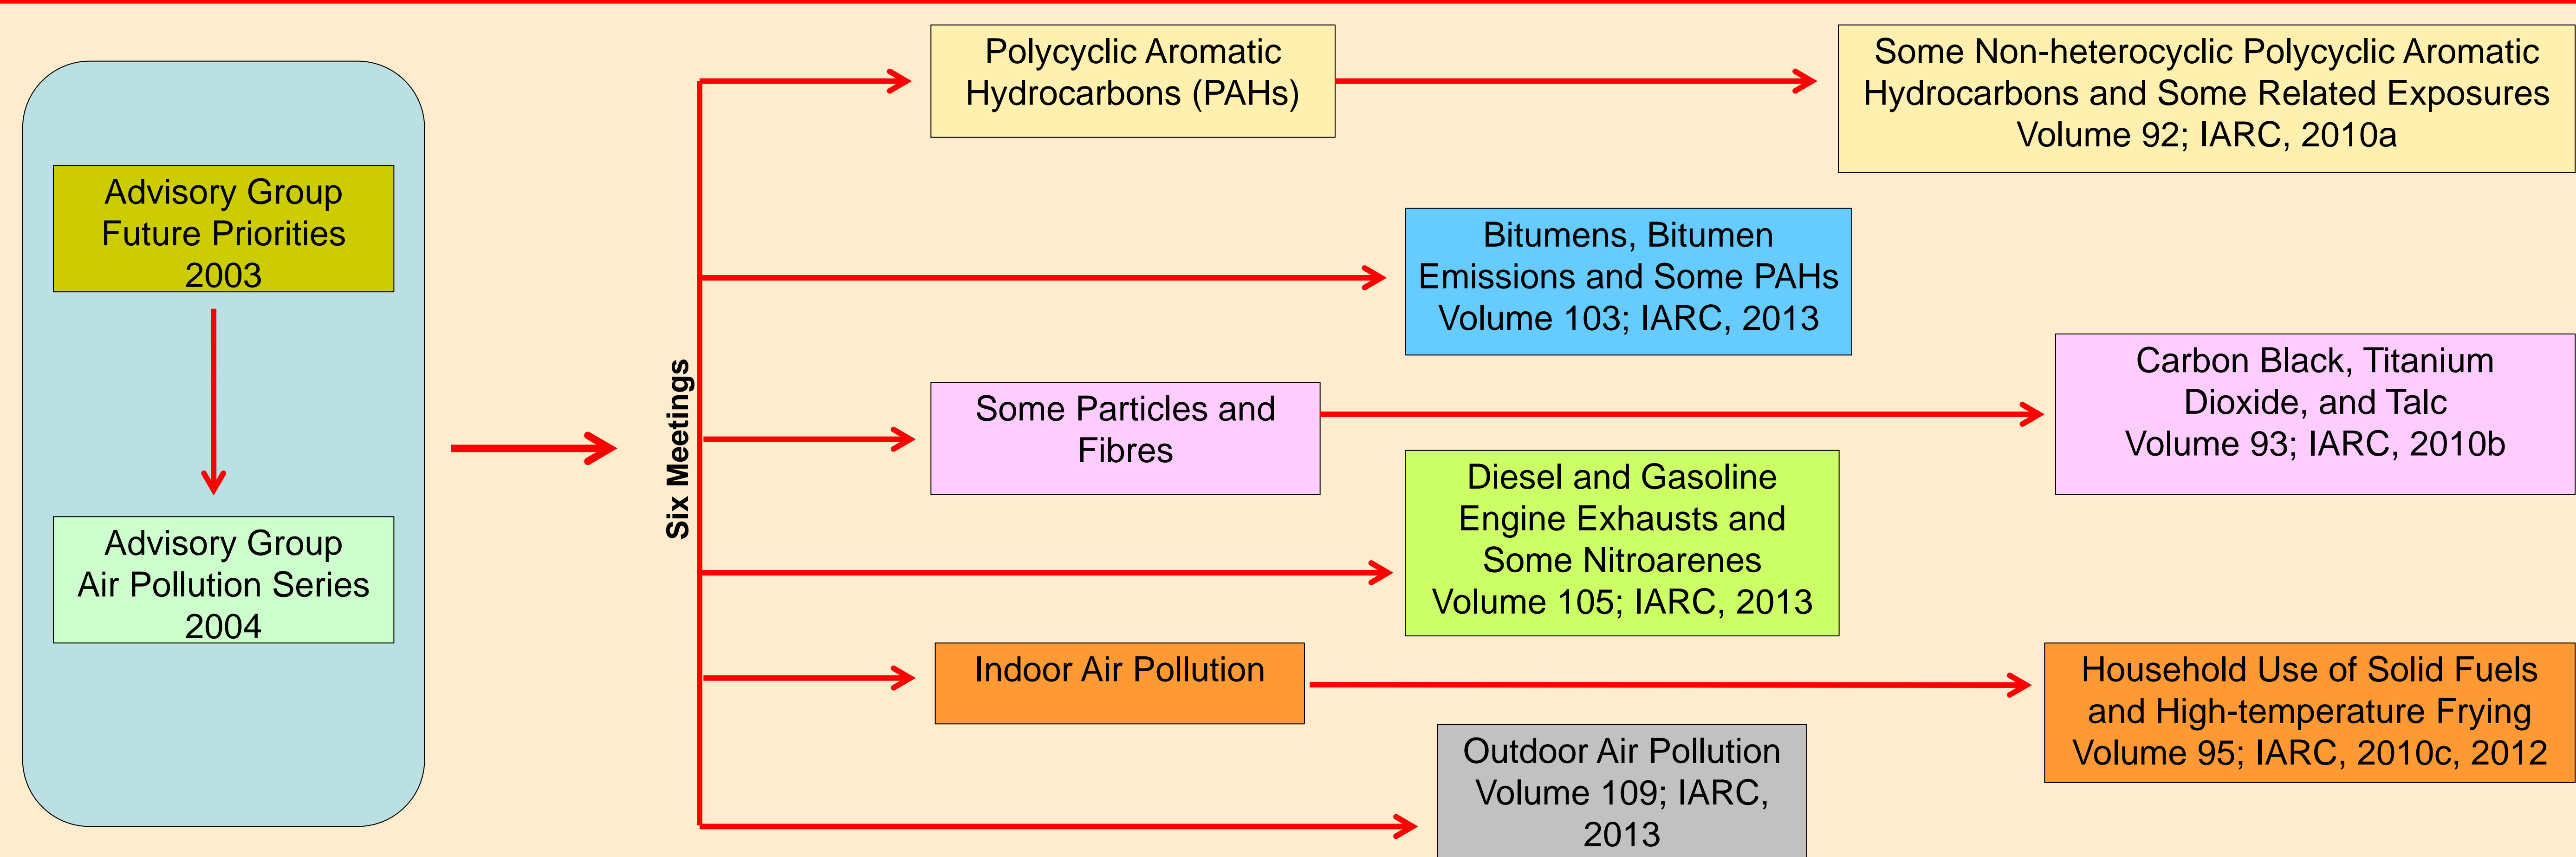 Advisory Group
Future Priorities
2003
Advisory Group
Air Pollution Series
2004
Six Meetings
Polycyclic Aromatic
Hydrocarbons (PAHs)
Some Non-heterocyclic Polycyclic Aromatic
Hydrocarbons and Some Related Exposures
Volume 92; IARC, 2010a
Bitumens, Bitumen
Emissions and Some PAHs
Volume 103; IARC, 2013
Some Particles and
Fibres
Carbon Black, Titanium
Dioxide, and Talc
Volume 93; IARC, 2010b
Diesel and Gasoline
Engine Exhausts and
Some Nitroarenes
Volume 105; IARC, 2013
Indoor Air Pollution
Household Use of Solid Fuels
and High-temperature Frying
Volume 95; IARC, 2010c, 2012
Outdoor Air Pollution
Volume 109; IARC,
2013